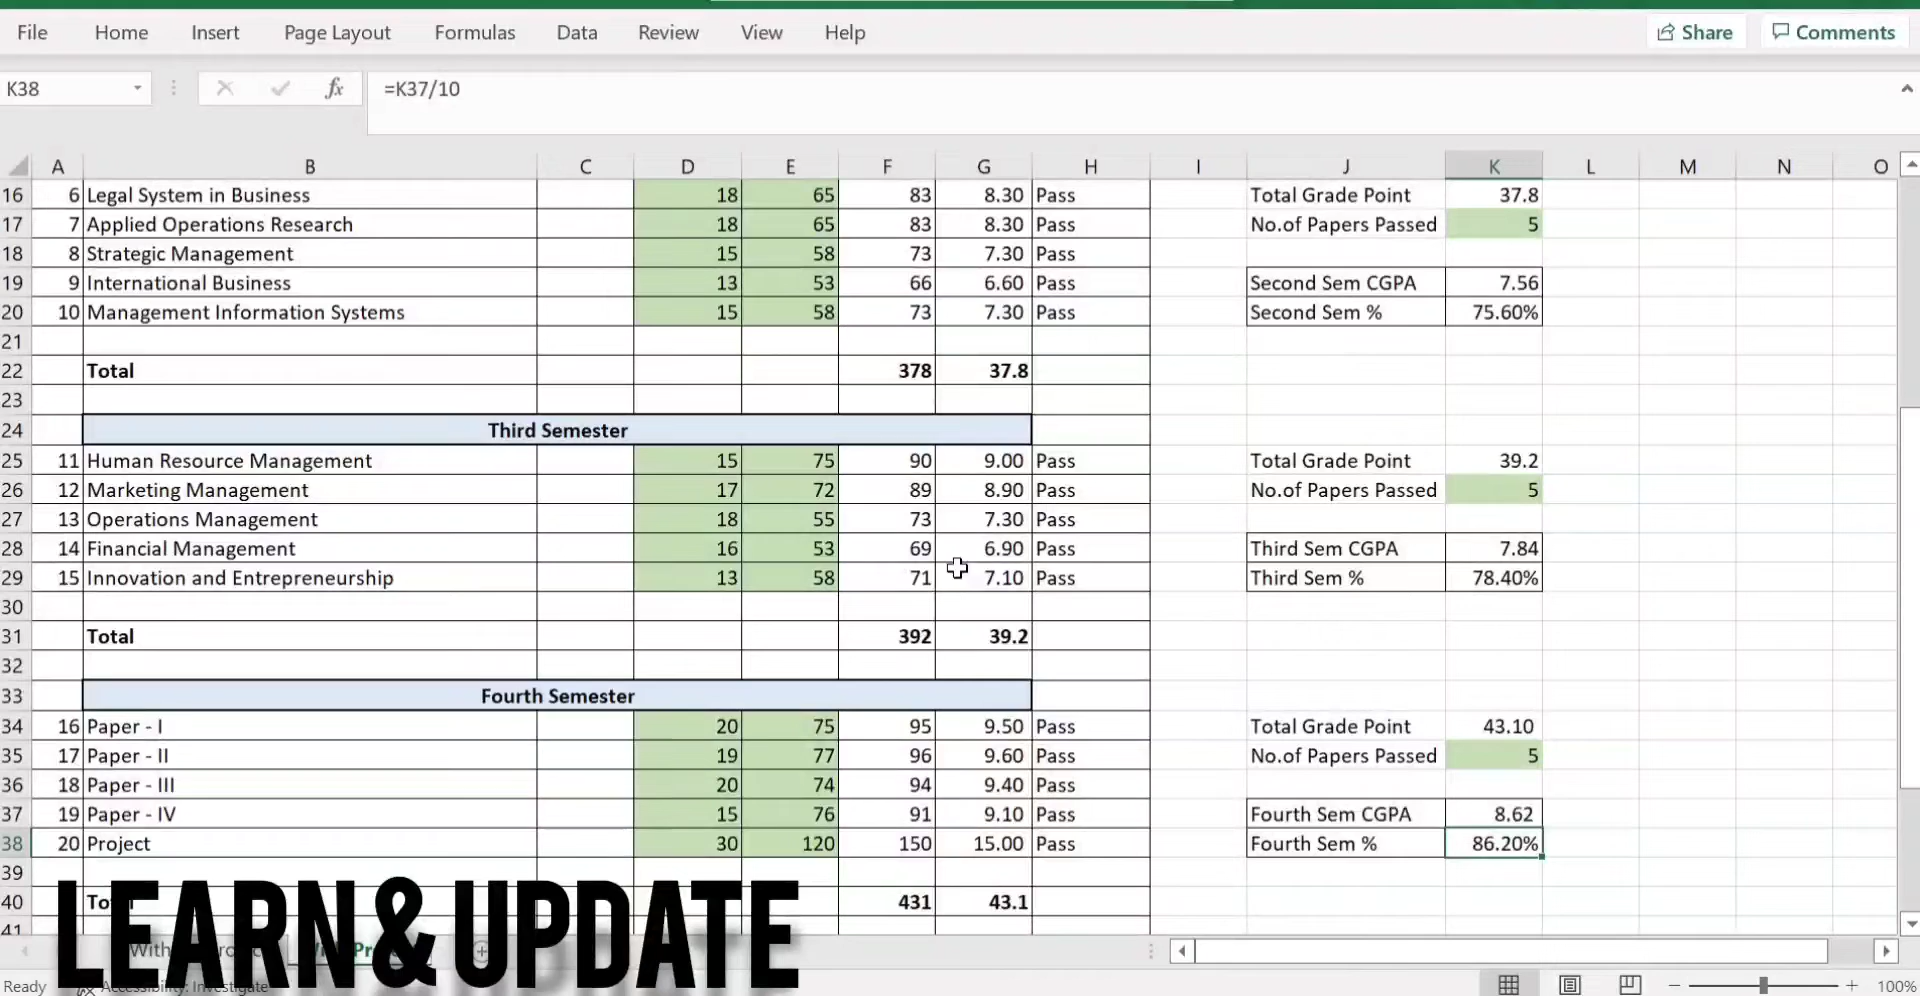 File Home Insert Page Layout Formulas Data Review View Help Share Comments
K38 fx =K37/10
A B C D E F G H I J K L M N O
16 6 Legal System in Business 18 65 83 8.30 Pass Total Grade Point 37.8
17 7 Applied Operations Research 18 65 83 8.30 Pass No.of Papers Passed 5
18 8 Strategic Management 15 58 73 7.30 Pass
19 9 International Business 13 53 66 6.60 Pass Second Sem CGPA 7.56
20 10 Management Information Systems 15 58 73 7.30 Pass Second Sem % 75.60%
21
22 Total 378 37.8
23
24 Third Semester
25 11 Human Resource Management 15 75 90 9.00 Pass Total Grade Point 39.2
26 12 Marketing Management 17 72 89 8.90 Pass No.of Papers Passed 5
27 13 Operations Management 18 55 73 7.30 Pass
28 14 Financial Management 16 53 69 6.90 Pass Third Sem CGPA 7.84
29 15 Innovation and Entrepreneurship 13 58 71 7.10 Pass Third Sem % 78.40%
30
31 Total 392 39.2
32
33 Fourth Semester
34 16 Paper - I 20 75 95 9.50 Pass Total Grade Point 43.10
35 17 Paper - II 19 77 96 9.60 Pass No.of Papers Passed 5
36 18 Paper - III 20 74 94 9.40 Pass
37 19 Paper - IV 15 76 91 9.10 Pass Fourth Sem CGPA 8.62
38 20 Project 30 120 150 15.00 Pass Fourth Sem % 86.20%
39
40 431 43.1
41
LEARN & UPDATE
Ready Accessibility: Investigate 100%